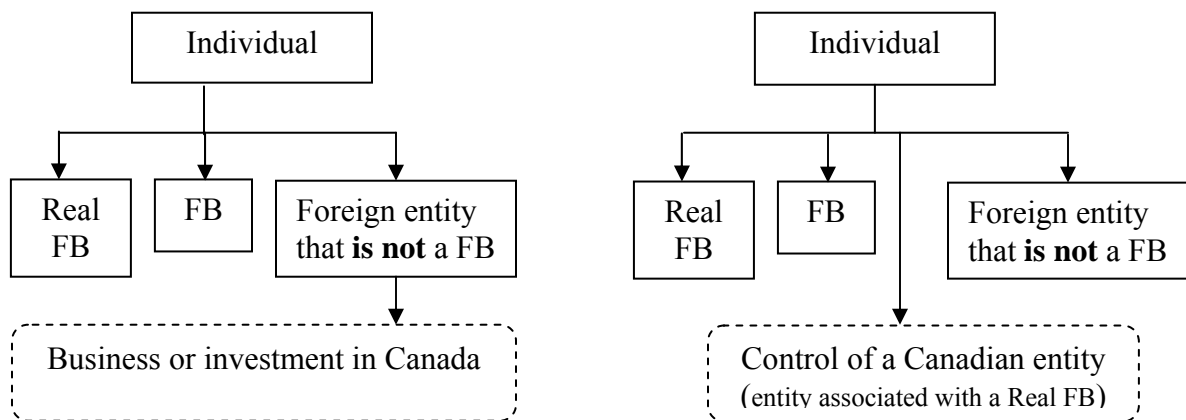 Individual
Real
FB
FB
Foreign entity
that is not a FB
Business or investment in Canada
Individual
Real
FB
FB
Foreign entity
that is not a FB
Control of a Canadian entity
(entity associated with a Real FB)